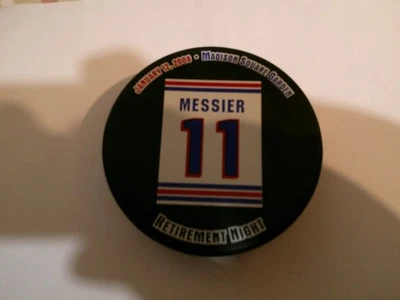 JANUARY 12, 2006 • MADISON SQUARE GARDEN
MESSIER
11
RETIREMENT NIGHT